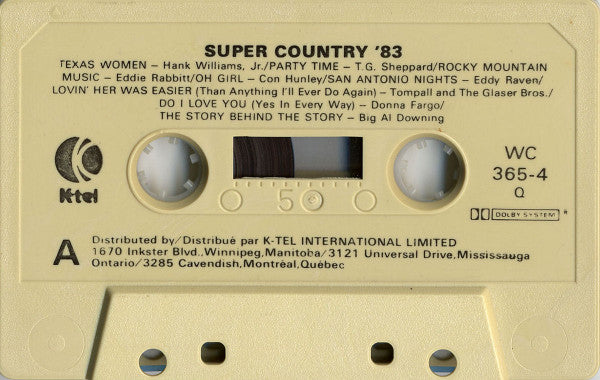 SUPER COUNTRY '83
TEXAS WOMEN – Hank Williams, Jr./PARTY TIME – T.G. Sheppard/ROCKY MOUNTAIN
MUSIC – Eddie Rabbitt/OH GIRL – Con Hunley/SAN ANTONIO NIGHTS – Eddy Raven/
LOVIN' HER WAS EASIER (Than Anything I'll Ever Do Again) – Tompall and The Glaser Bros./
DO I LOVE YOU (Yes In Every Way) – Donna Fargo/
THE STORY BEHIND THE STORY – Big Al Downing
K-tel
50
WC
365-4
Q
DOLBY SYSTEM *
A
Distributed by/Distribué par K-TEL INTERNATIONAL LIMITED
1670 Inkster Blvd., Winnipeg, Manitoba/3121 Universal Drive, Mississauga
Ontario/3285 Cavendish, Montréal, Québec